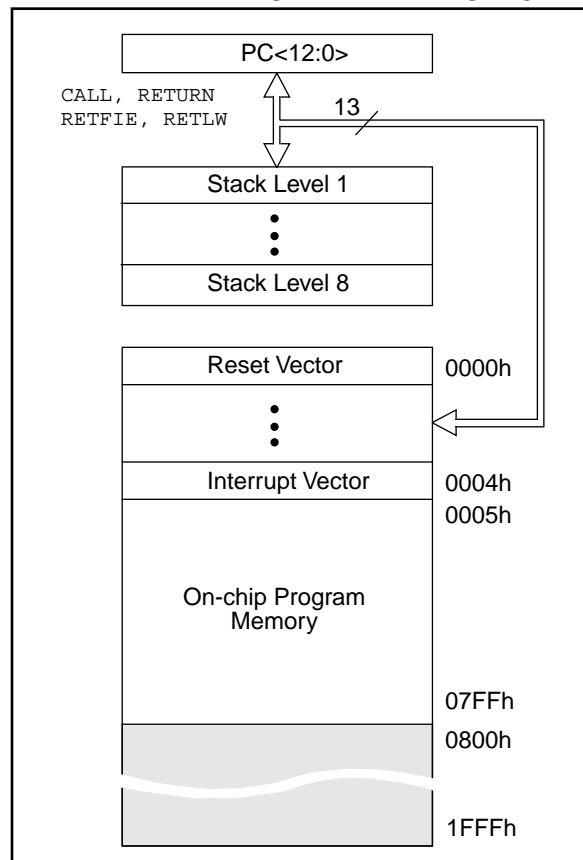 PC<12:0>
CALL, RETURN
RETFIE, RETLW
13
Stack Level 1
Stack Level 8
Reset Vector
0000h
Interrupt Vector
0004h
0005h
On-chip Program
Memory
07FFh
0800h
1FFFh